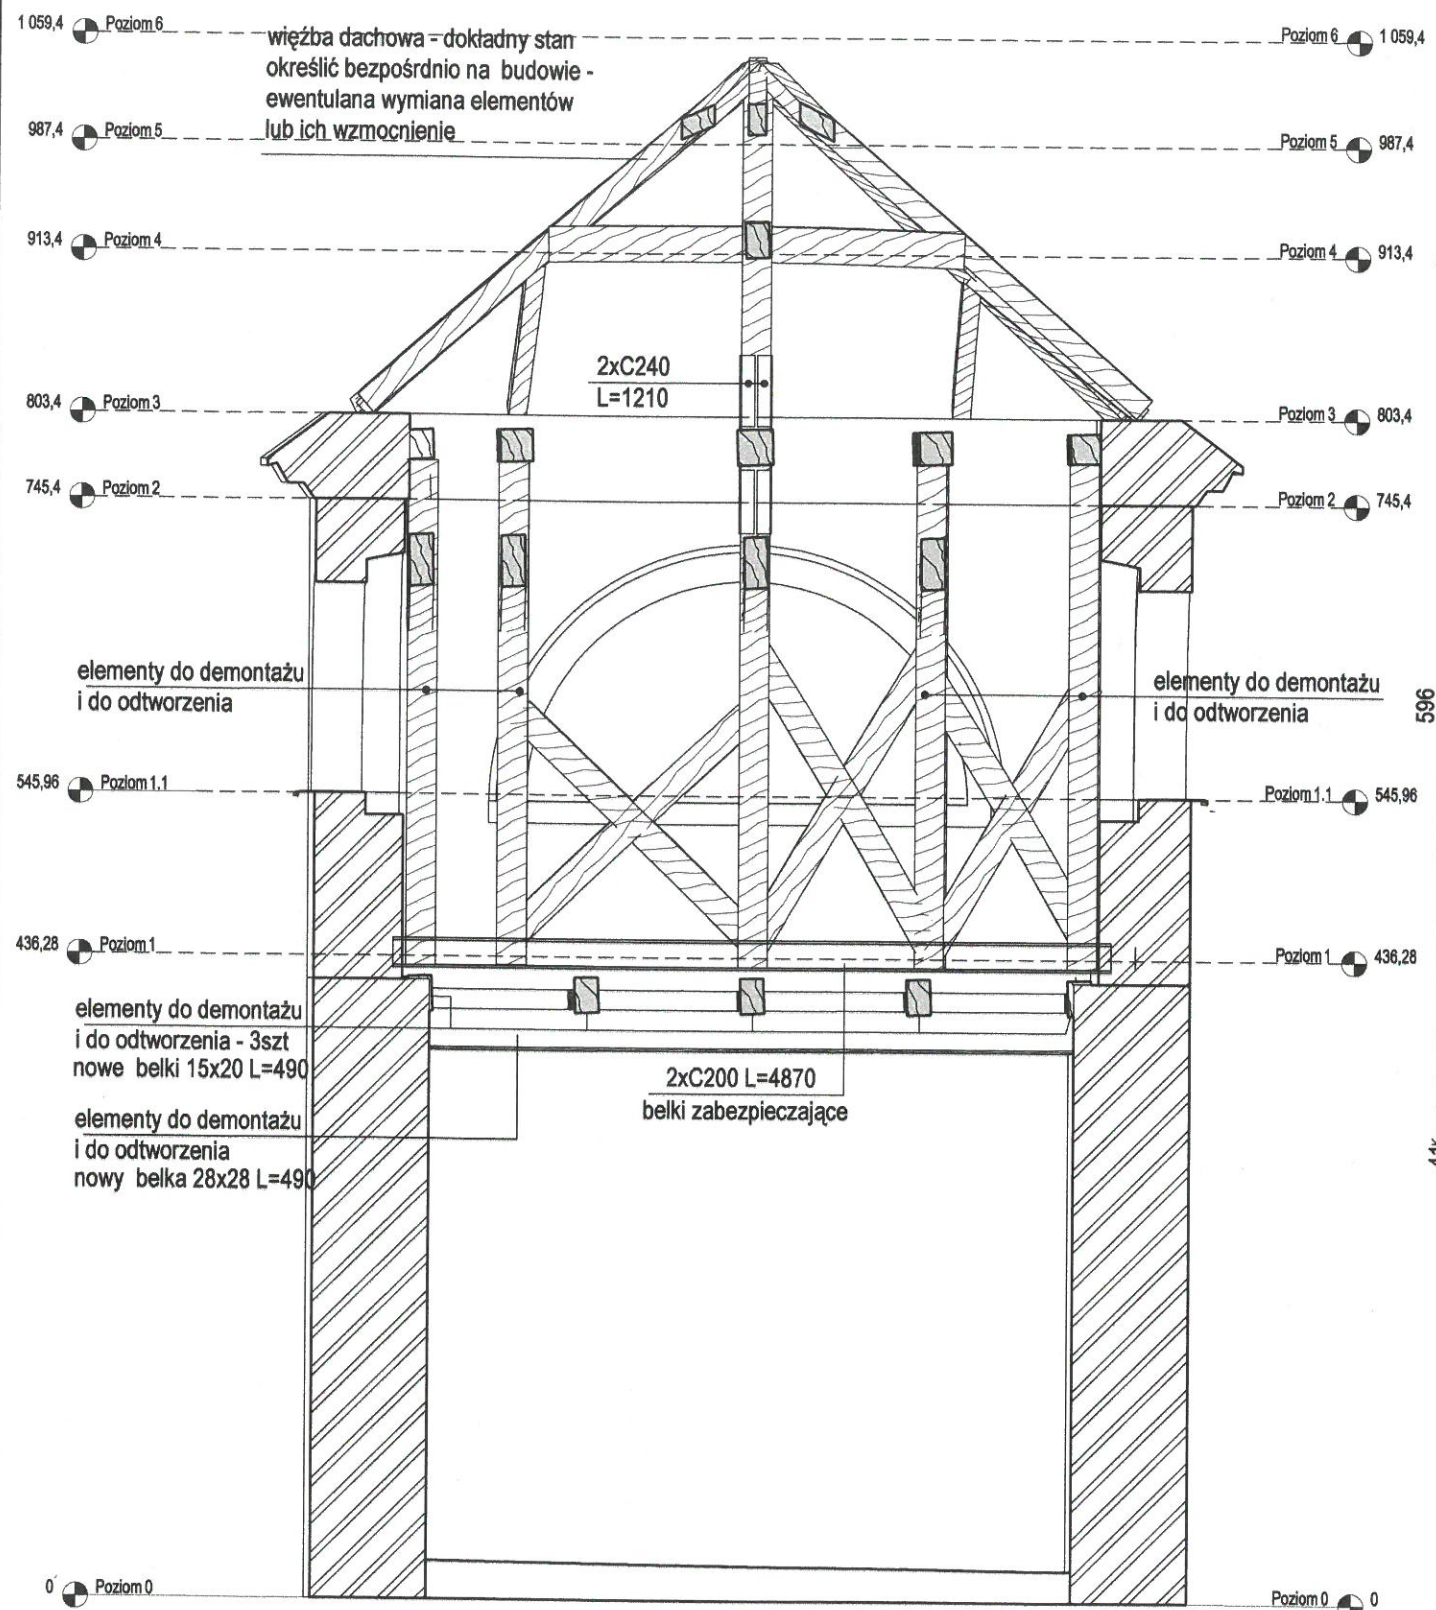 1 059,4 Poziom 6 Poziom 6 1 059,4
więźba dachowa - dokładny stan
określić bezpośrdnio na budowie -
ewentulana wymiana elementów
lub ich wzmocnienie
987,4 Poziom 5 Poziom 5 987,4
913,4 Poziom 4 Poziom 4 913,4
2xC240
L=1210
803,4 Poziom 3 Poziom 3 803,4
745,4 Poziom 2 Poziom 2 745,4
elementy do demontażu
i do odtworzenia
elementy do demontażu
i do odtworzenia
596
545,96 Poziom 1.1 Poziom 1.1 545,96
436,28 Poziom 1 Poziom 1 436,28
elementy do demontażu
i do odtworzenia - 3szt
nowe belki 15x20 L=490
2xC200 L=4870
belki zabezpieczające
elementy do demontażu
i do odtworzenia
nowy belka 28x28 L=490
0 Poziom 0 Poziom 0 0